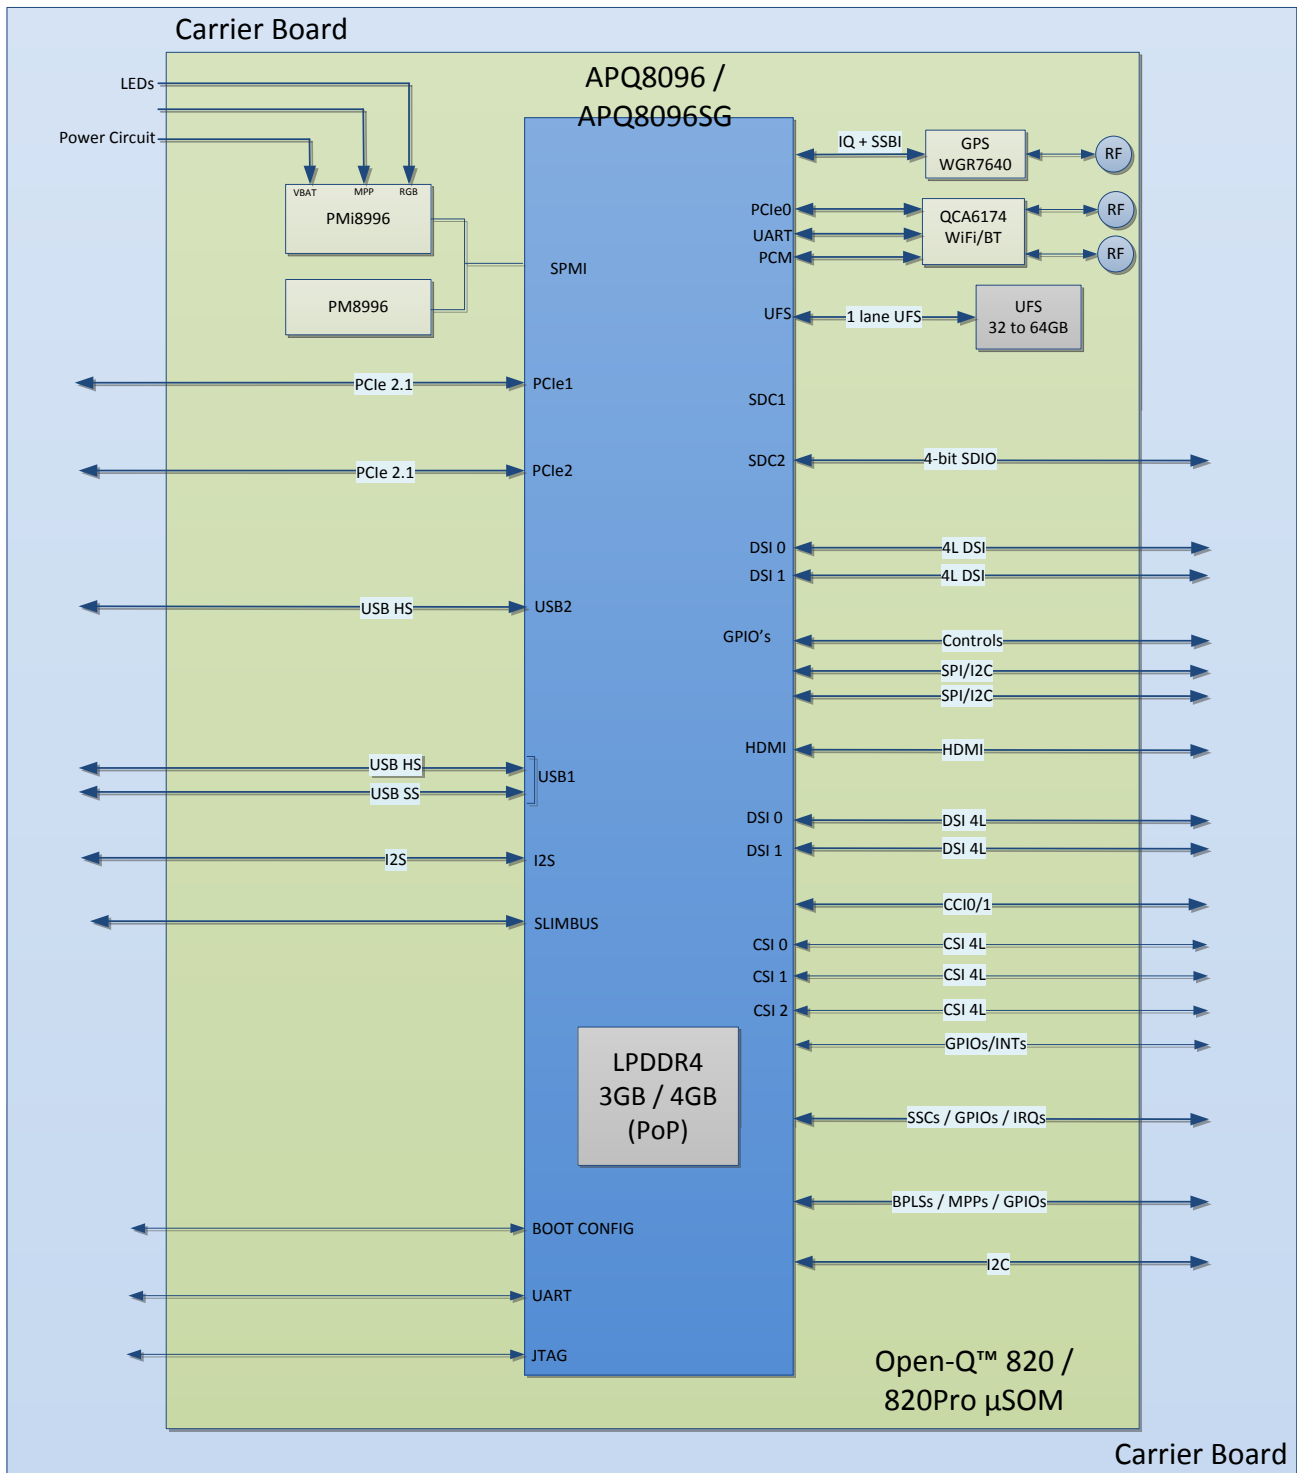 Carrier Board
APQ8096 /
APQ8096SG
LEDs
Power Circuit
VBAT
MPP
RGB
PMi8996
PM8996
SPMI
IQ + SSBI
GPS
WGR7640
RF
PCIe0
UART
PCM
QCA6174
WiFi/BT
RF
RF
UFS
1 lane UFS
UFS
32 to 64GB
PCIe 2.1
PCIe1
SDC1
PCIe 2.1
PCIe2
SDC2
4-bit SDIO
DSI 0
4L DSI
DSI 1
4L DSI
USB HS
USB2
GPIO's
Controls
SPI/I2C
SPI/I2C
HDMI
HDMI
USB HS
USB SS
USB1
DSI 0
DSI 4L
DSI 1
DSI 4L
I2S
I2S
CCI0/1
SLIMBUS
CSI 0
CSI 4L
CSI 1
CSI 4L
CSI 2
CSI 4L
GPIOs/INTs
LPDDR4
3GB / 4GB
(PoP)
SSCs / GPIOs / IRQs
BPLSs / MPPs / GPIOs
BOOT CONFIG
I2C
UART
JTAG
Open-Q™ 820 /
820Pro µSOM
Carrier Board